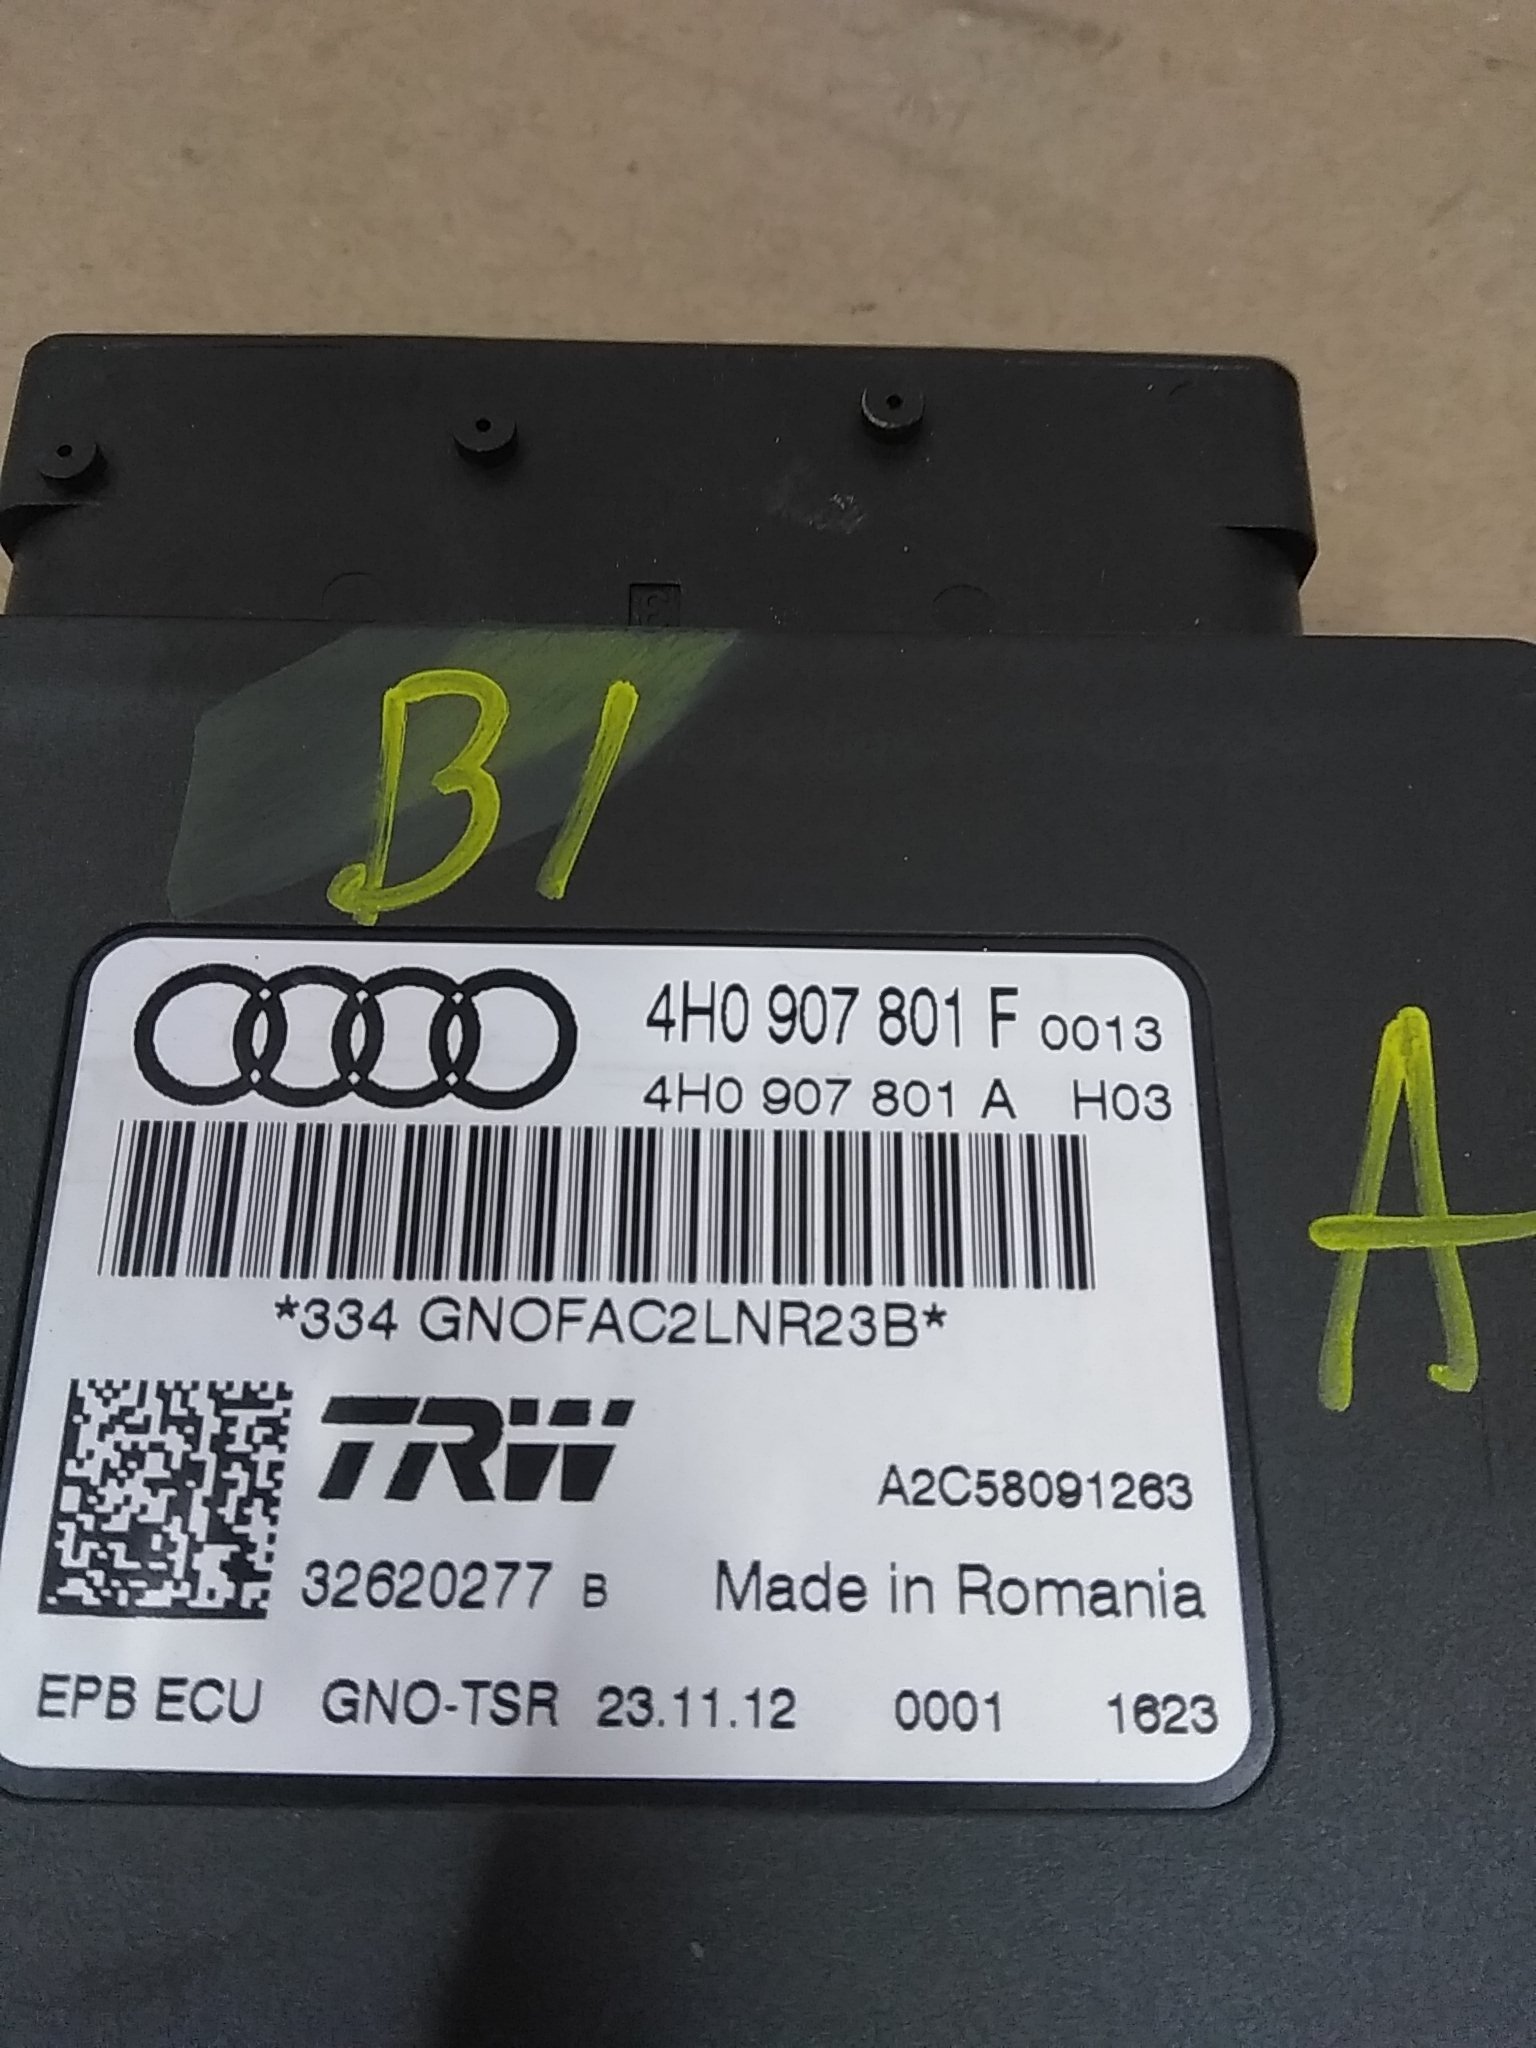 B1
4H0 907 801 F 0013
4H0 907 801 A H03
A
*334 GNOFAC2LNR23B*
TRW
A2C58091263
32620277 B Made in Romania
EPB ECU GNO-TSR 23.11.12 0001 1623